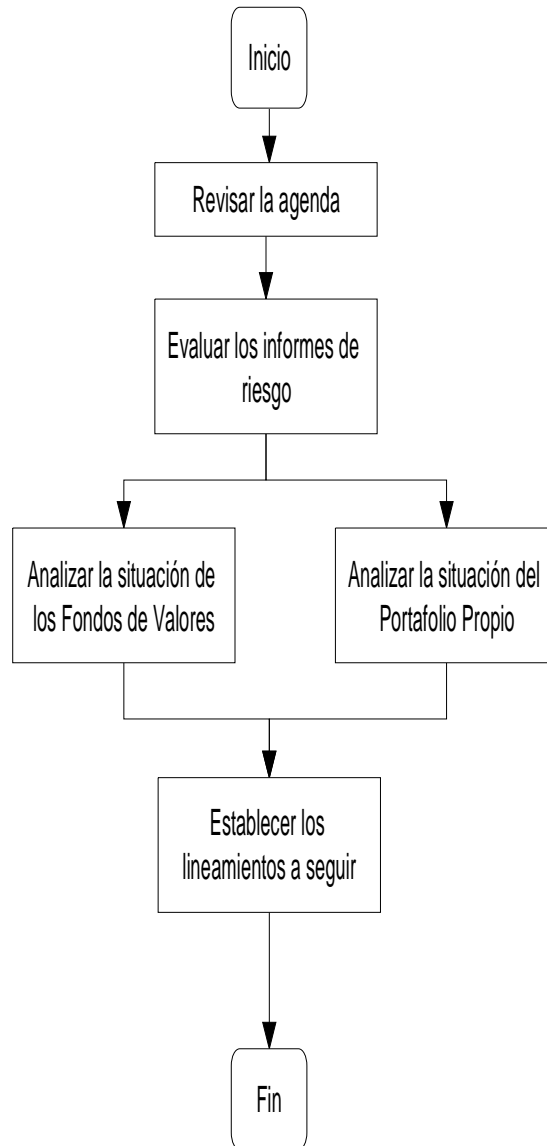 Inicio
Revisar la agenda
Evaluar los informes de
riesgo
Analizar la situación de
los Fondos de Valores
Analizar la situación del
Portafolio Propio
Establecer los
lineamientos a seguir
Fin